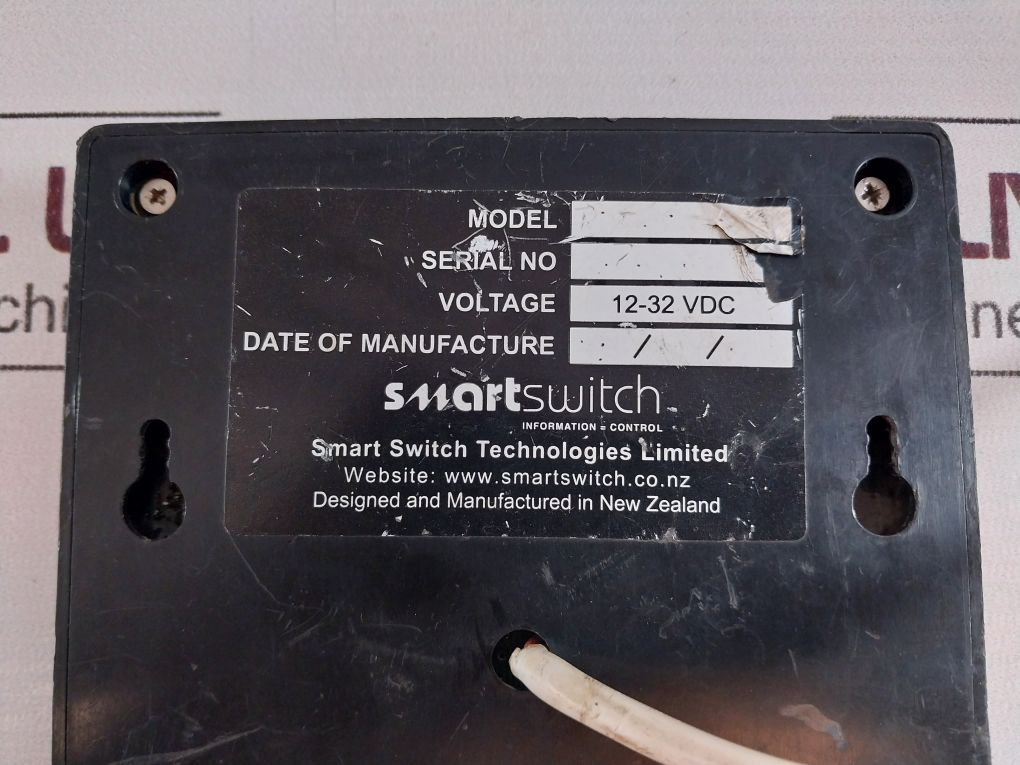 MODEL
SERIAL NO
VOLTAGE 12-32 VDC
DATE OF MANUFACTURE / /
smartswitch
INFORMATION = CONTROL
Smart Switch Technologies Limited
Website: www.smartswitch.co.nz
Designed and Manufactured in New Zealand